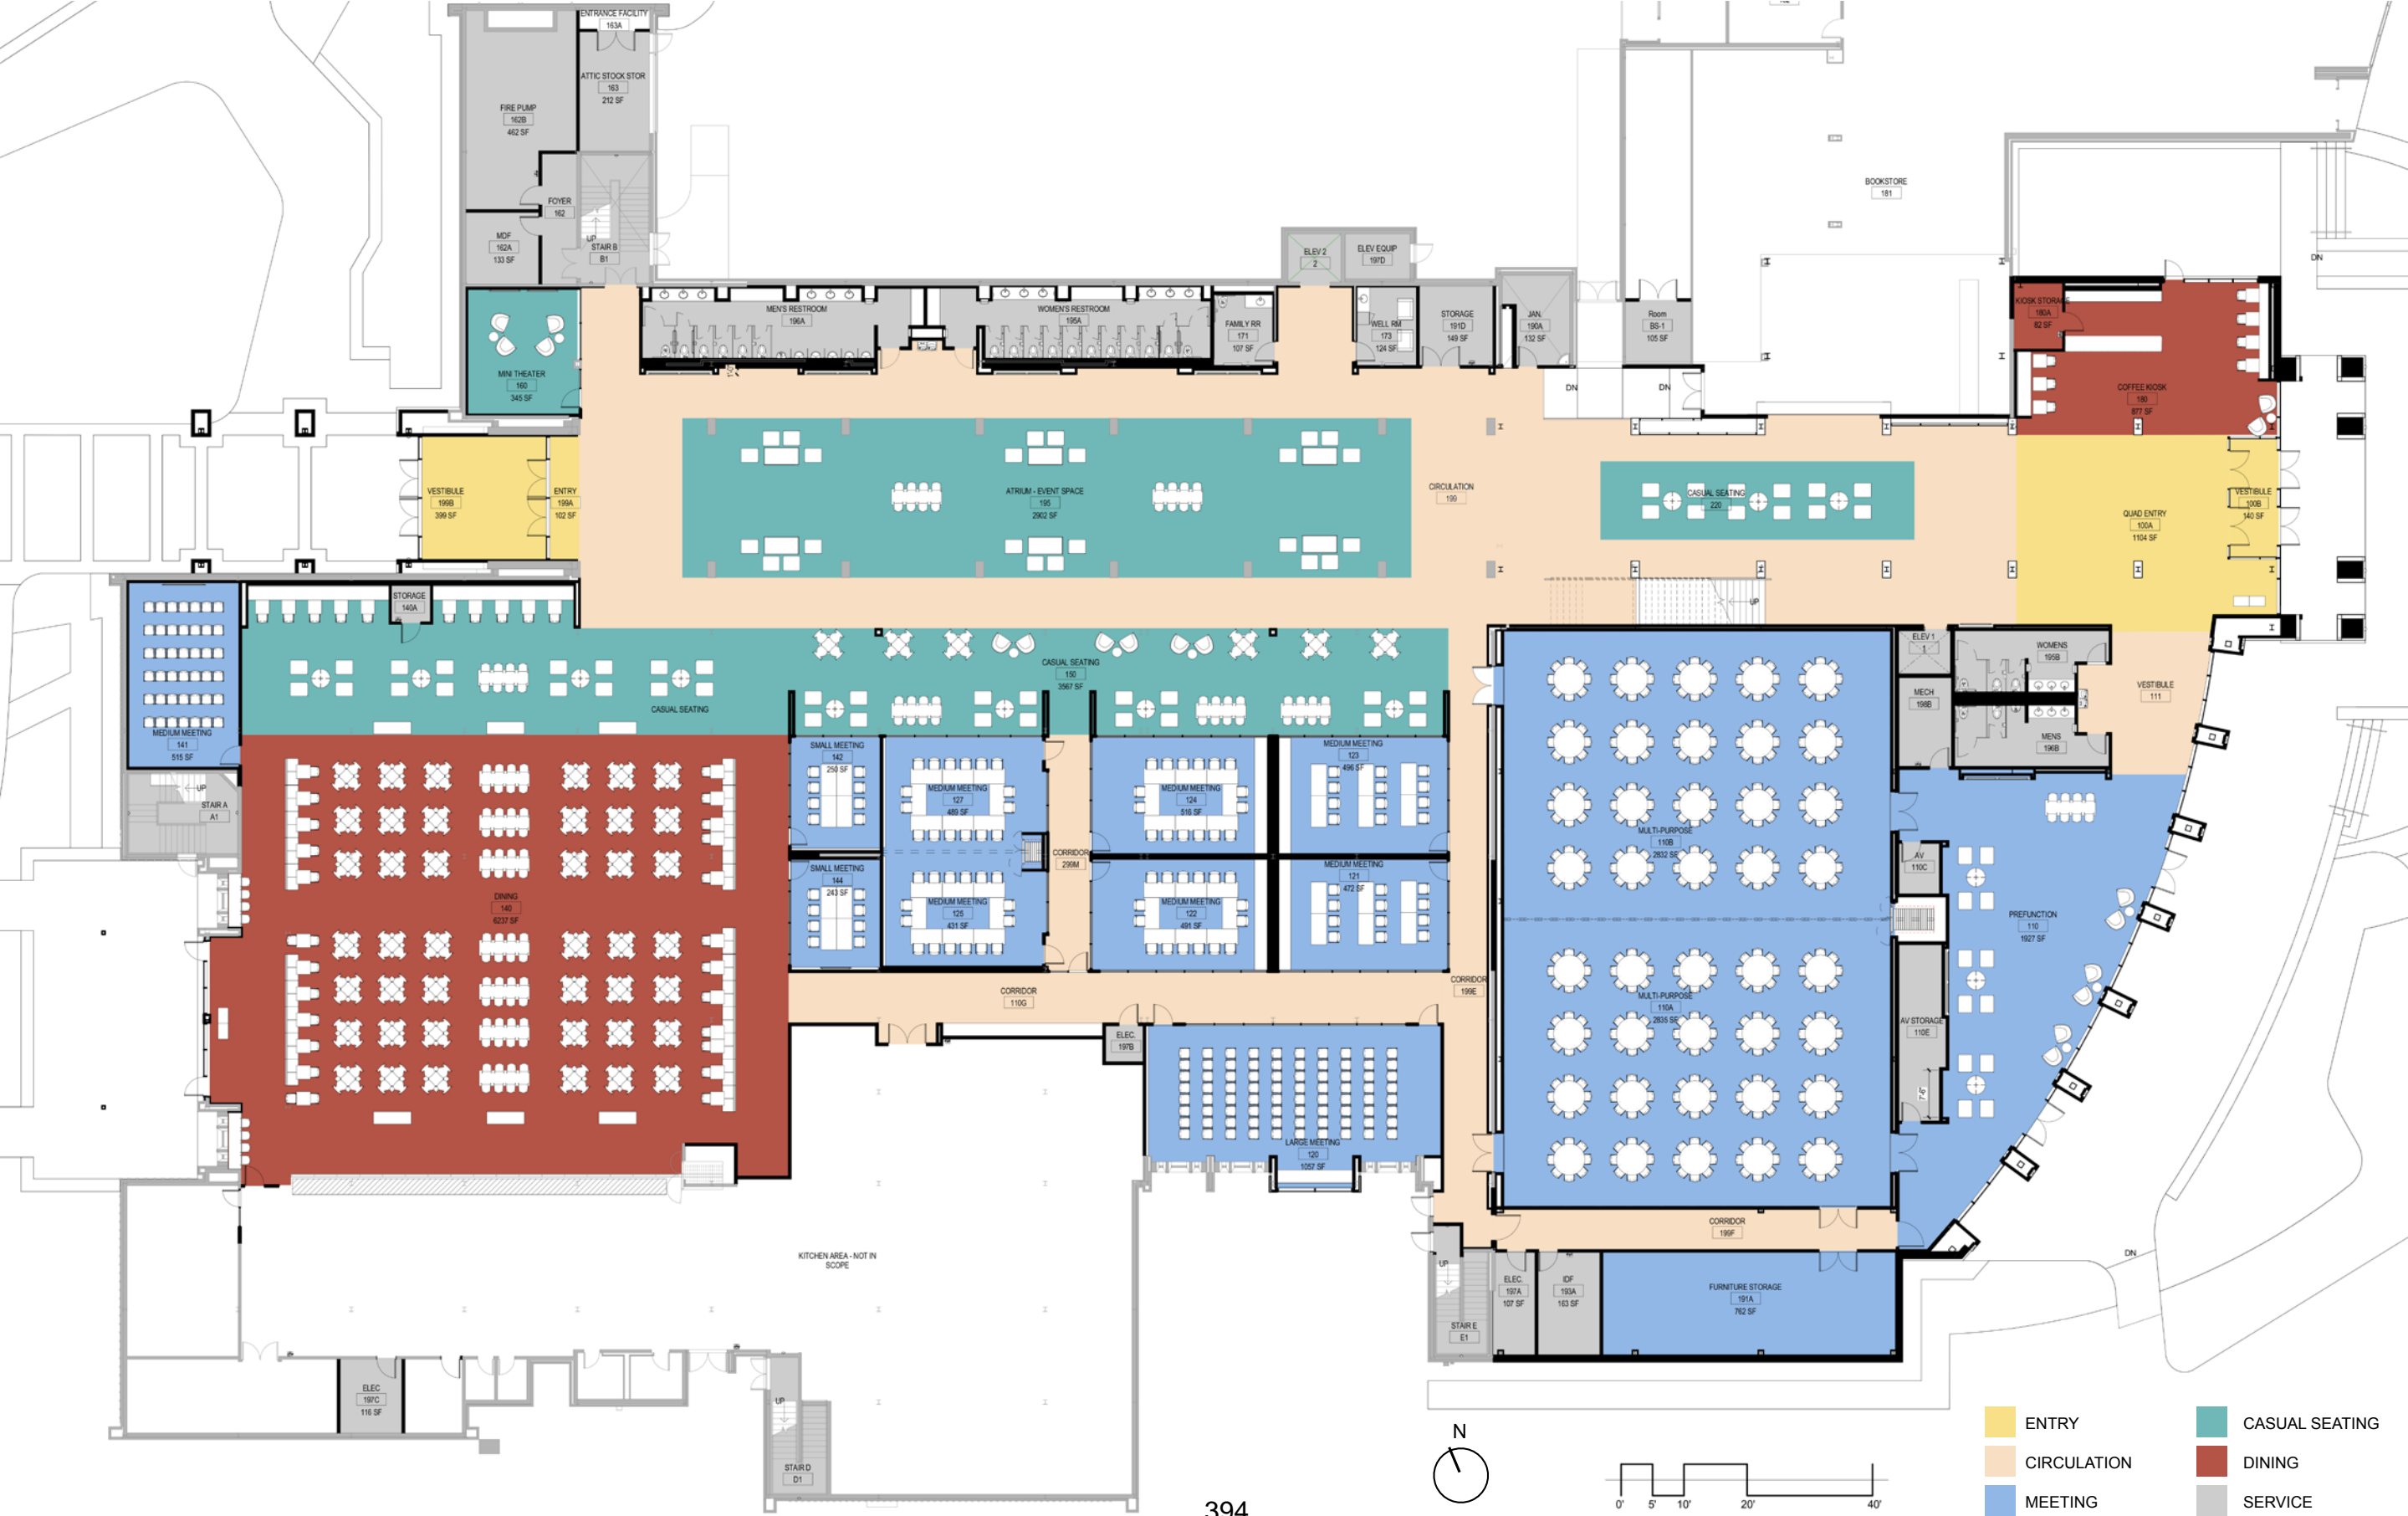 ENTRANCE FACILITY
163A
ATTIC STOCK STOR
163
212 SF
FIRE PUMP
162B
462 SF
FOYER
162
MDF
162A
133 SF
UP
STAIR B
B1
BOOKSTORE
181
DN
ELEV 2
2
ELEV EQUIP
197D
MINI THEATER
160
345 SF
MEN'S RESTROOM
196A
WOMEN'S RESTROOM
195A
FAMILY RR
171
107 SF
WELL RM
173
124 SF
STORAGE
191D
149 SF
JAN.
190A
132 SF
Room
BS-1
105 SF
KIOSK STORAGE
180A
82 SF
COFFEE KIOSK
180
877 SF
DN
DN
VESTIBULE
199B
399 SF
ENTRY
199A
102 SF
ATRIUM - EVENT SPACE
195
2902 SF
CIRCULATION
199
CASUAL SEATING
220
QUAD ENTRY
100A
1104 SF
VESTIBULE
100B
140 SF
UP
STORAGE
140A
MEDIUM MEETING
141
515 SF
CASUAL SEATING
CASUAL SEATING
150
3567 SF
ELEV 1
1
WOMENS
195B
MECH
198B
MENS
196B
VESTIBULE
111
UP
STAIR A
A1
SMALL MEETING
142
250 SF
MEDIUM MEETING
127
489 SF
MEDIUM MEETING
124
516 SF
MEDIUM MEETING
123
496 SF
CORRIDOR
299M
SMALL MEETING
144
243 SF
MEDIUM MEETING
125
431 SF
MEDIUM MEETING
122
491 SF
MEDIUM MEETING
121
472 SF
DINING
140
6237 SF
MULTI-PURPOSE
110B
2832 SF
AV
110C
PREFUNCTION
110
1927 SF
CORRIDOR
110G
CORRIDOR
199E
MULTI-PURPOSE
110A
2835 SF
AV STORAGE
110E
7'-6"
ELEC.
197B
LARGE MEETING
120
1057 SF
CORRIDOR
199F
DN
KITCHEN AREA - NOT IN
SCOPE
UP
STAIR E
E1
ELEC.
197A
107 SF
IDF
193A
163 SF
FURNITURE STORAGE
191A
762 SF
ELEC
197C
116 SF
UP
STAIR D
D1
N
0' 5' 10' 20' 40'
ENTRY
CIRCULATION
MEETING
CASUAL SEATING
DINING
SERVICE
394